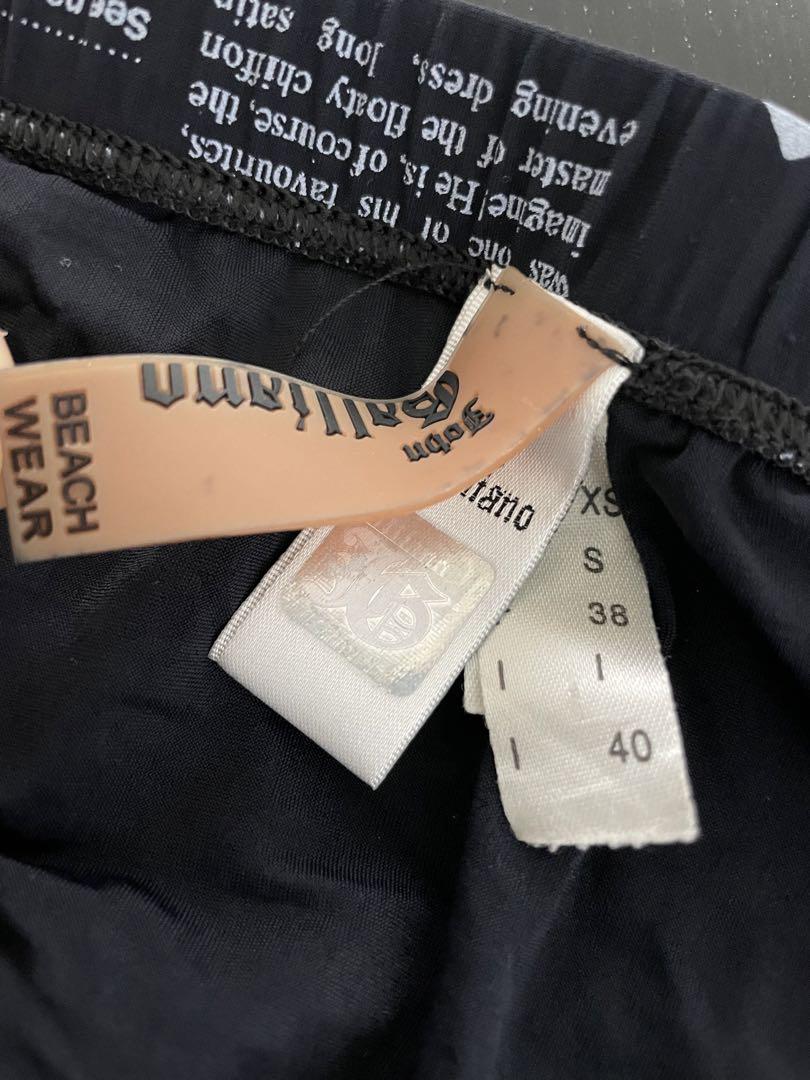 Seen
was one of his favourites,
imagine! He is, of course, the
master of the floaty chiffon
evening dress, long satin
John
Galliano
BEACH
WEAR
XS
S
38
I
I
I
40